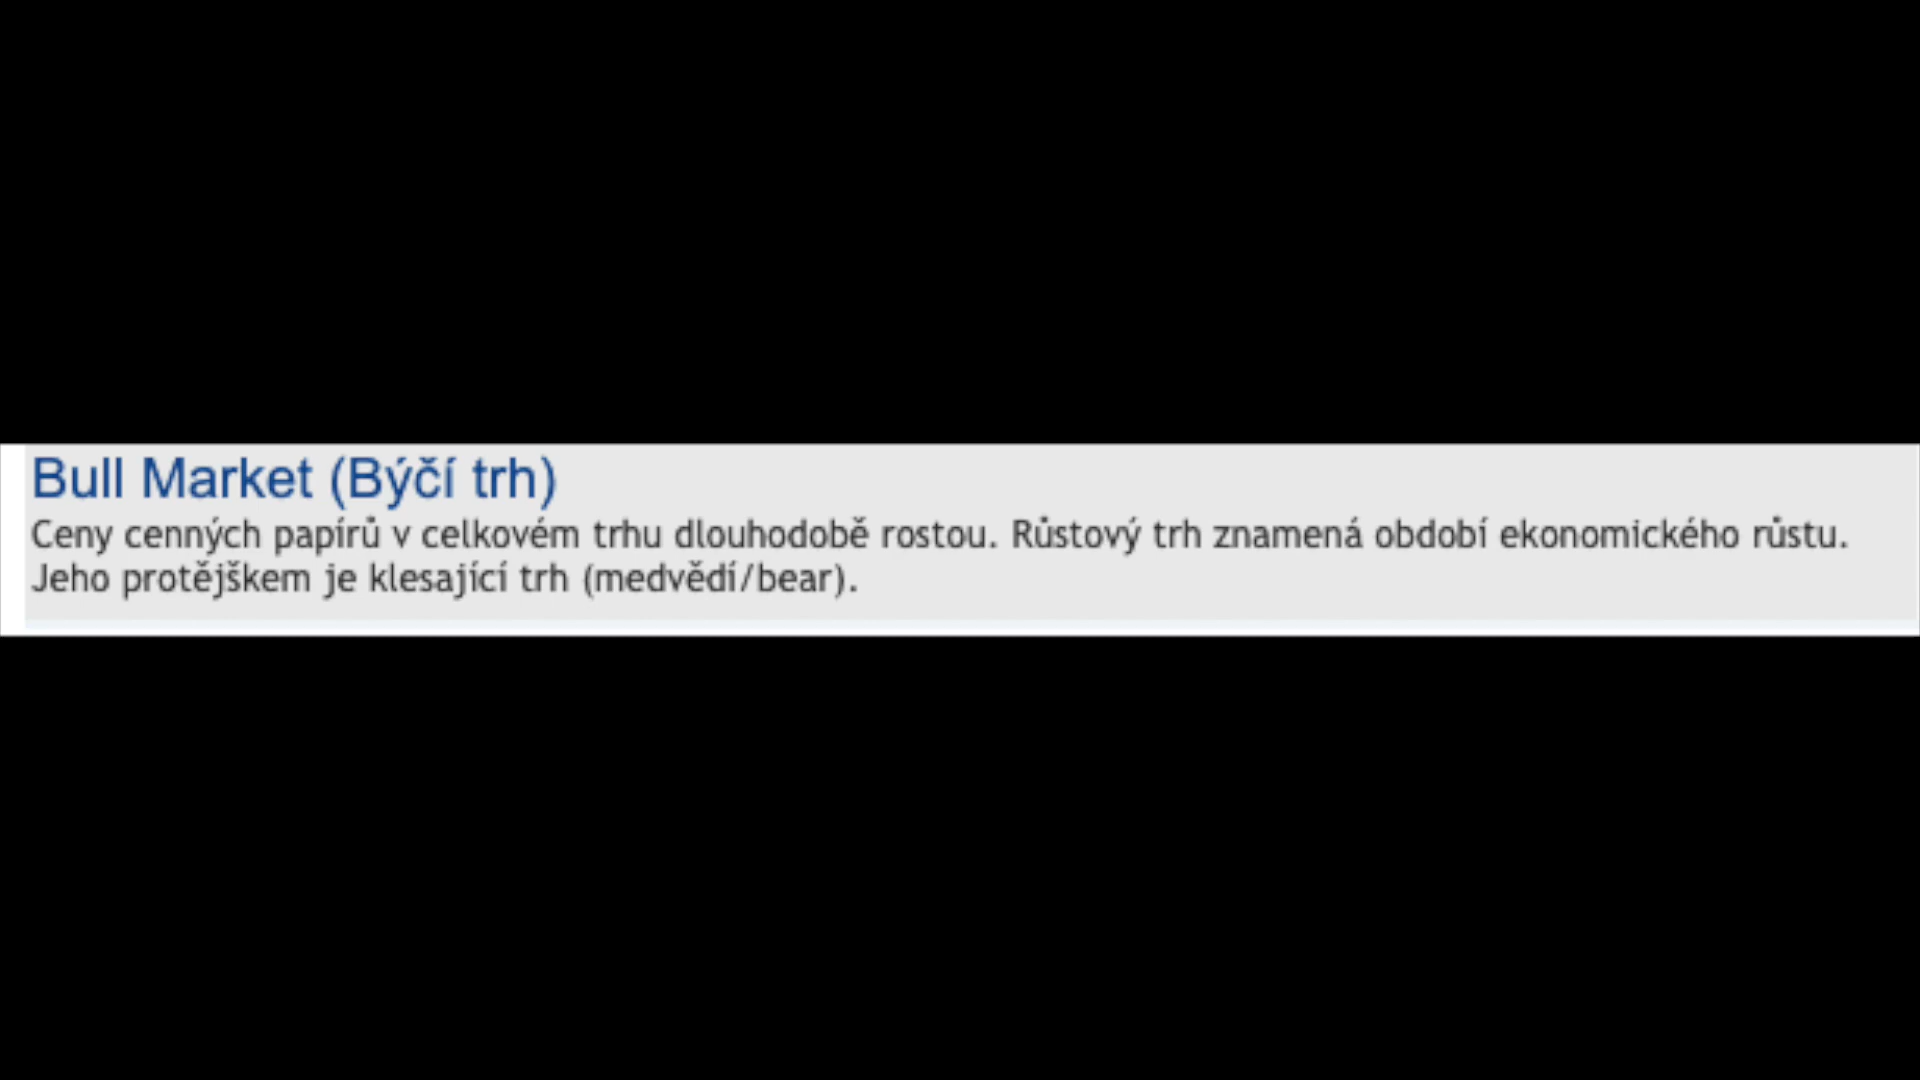 Bull Market (Býčí trh)
Ceny cenných papírů v celkovém trhu dlouhodobě rostou. Růstový trh znamená období ekonomického růstu.
Jeho protějškem je klesající trh (medvědí/bear).